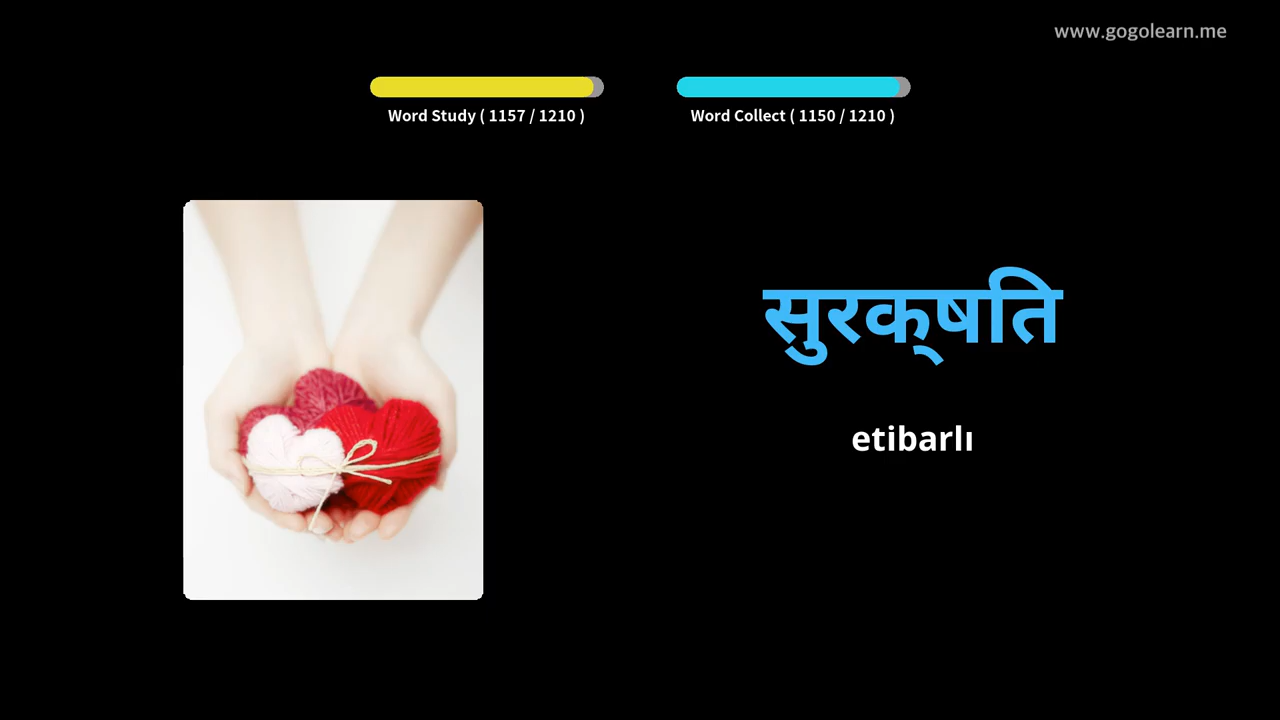 www.gogolearn.me
Word Study ( 1157 / 1210 )
Word Collect ( 1150 / 1210 )
सुरक्‌षति
etibarlı